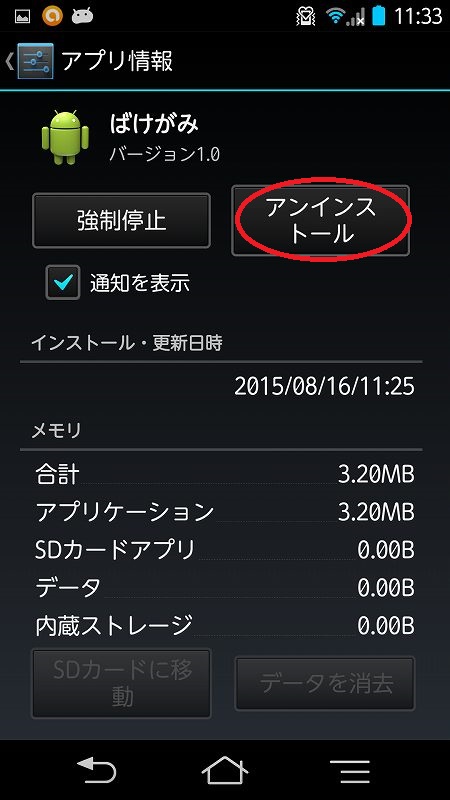 11:33
アプリ情報
ばけがみ
バージョン1.0
強制停止
アンインス
トール
通知を表示
インストール・更新日時
2015/08/16/11:25
メモリ
合計 3.20MB
アプリケーション 3.20MB
SDカードアプリ 0.00B
データ 0.00B
内蔵ストレージ 0.00B
SDカードに移
動
データを消去